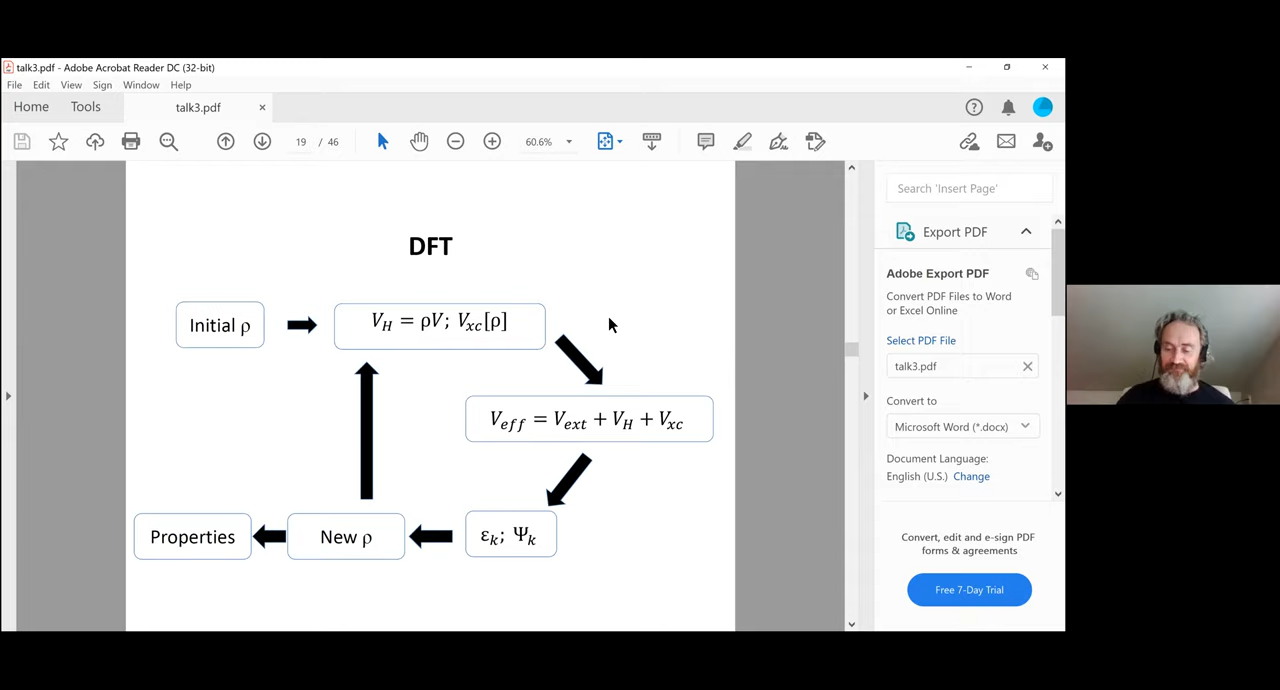 talk3.pdf - Adobe Acrobat Reader DC (32-bit)
File Edit View Sign Window Help
Home Tools talk3.pdf ×
19 / 46 60.6%
Search 'Insert Page'
Export PDF
Adobe Export PDF
Convert PDF Files to Word
or Excel Online
Select PDF File
talk3.pdf
Convert to
Microsoft Word (*.docx)
Document Language:
English (U.S.) Change
Convert, edit and e-sign PDF
forms & agreements
Free 7-Day Trial
DFT
Initial ρ
V_H = ρV; V_xc[ρ]
V_eff = V_ext + V_H + V_xc
ε_k; Ψ_k
New ρ
Properties